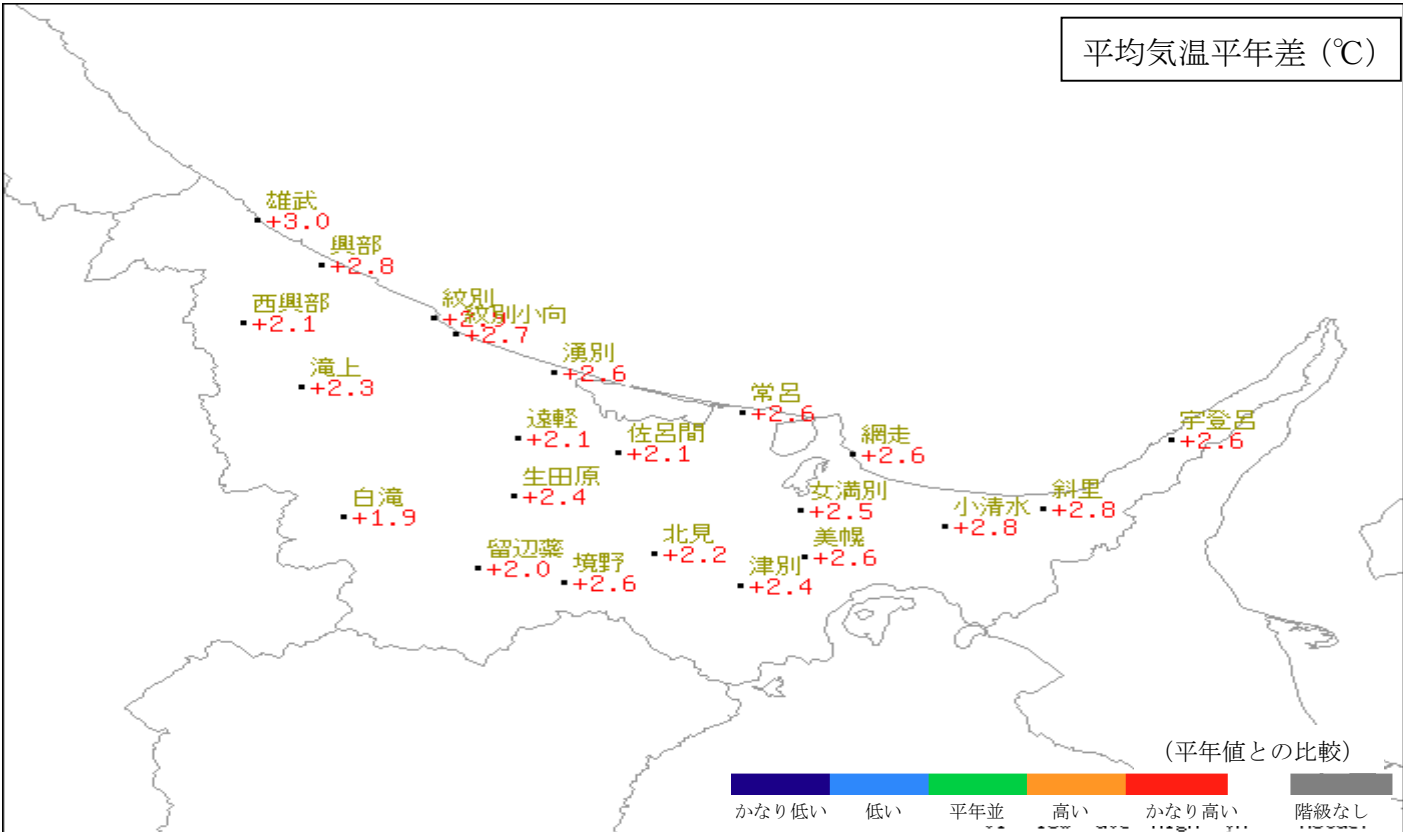 平均気温平年差（℃）
雄武
+3.0
興部
+2.8
西興部
+2.1
紋別
紋別小向
+2.7
滝上
+2.3
湧別
+2.6
常呂
+2.6
遠軽
+2.1
佐呂間
+2.1
網走
+2.6
宇登呂
+2.6
生田原
+2.4
白滝
+1.9
女満別
+2.5
小清水
+2.8
斜里
+2.8
留辺蘂
+2.0
境野
+2.6
北見
+2.2
美幌
+2.6
津別
+2.4
（平年値との比較）
かなり低い 低い 平年並 高い かなり高い 階級なし